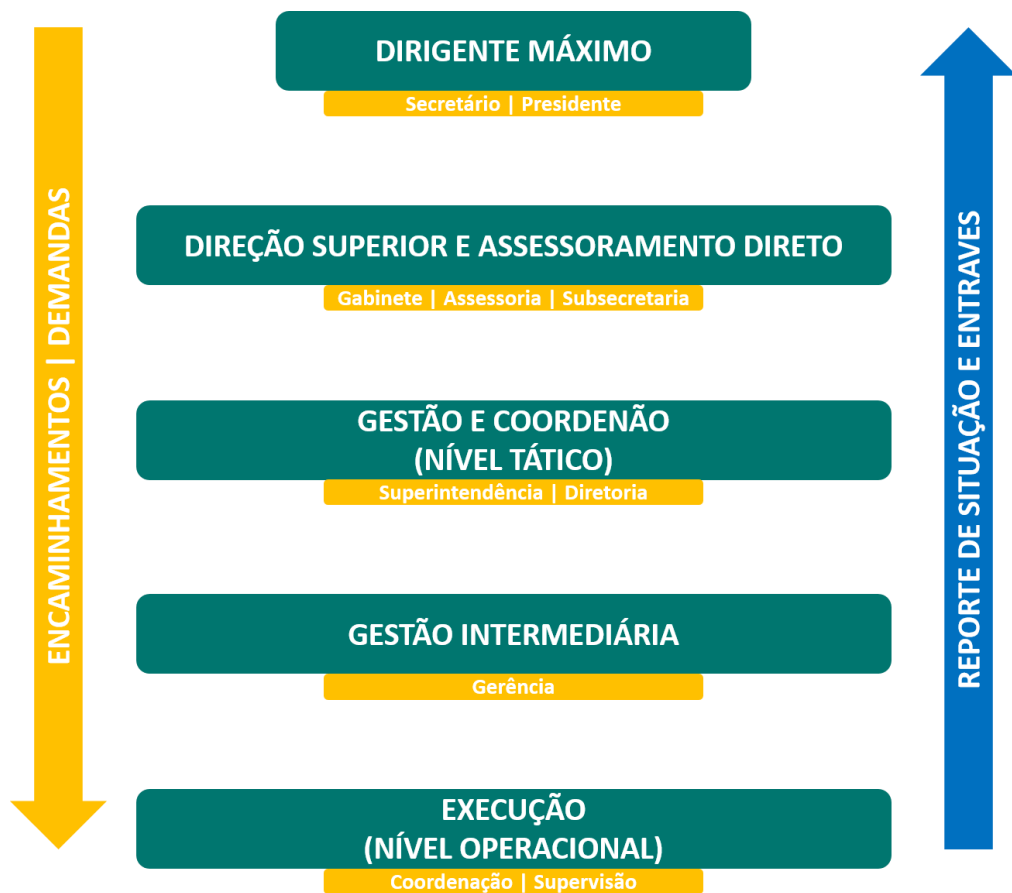 DIRIGENTE MÁXIMO
Secretário | Presidente
DIREÇÃO SUPERIOR E ASSESSORAMENTO DIRETO
Gabinete | Assessoria | Subsecretaria
GESTÃO E COORDENÃO
(NÍVEL TÁTICO)
Superintendência | Diretoria
GESTÃO INTERMEDIÁRIA
Gerência
EXECUÇÃO
(NÍVEL OPERACIONAL)
Coordenação | Supervisão
ENCAMINHAMENTOS | DEMANDAS
REPORTE DE SITUAÇÃO E ENTRAVES